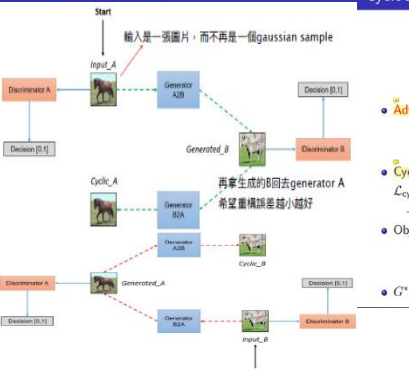 Start
輸入是一張圖片，而不再是一個gaussian sample
Input_A
Discriminator A
Generator
A2B
Decision [0,1]
Decision [0,1]
Generated_B
Discriminator B
Cyclic_A
Generator
B2A
再拿生成的B回去generator A
希望重構誤差越小越好
Generator
A2B
Cyclic_B
Discriminator A
Generated_A
Decision [0,1]
Decision [0,1]
Generator
B2A
Discriminator B
Input_B
Ad
Cyc
Ob
G*